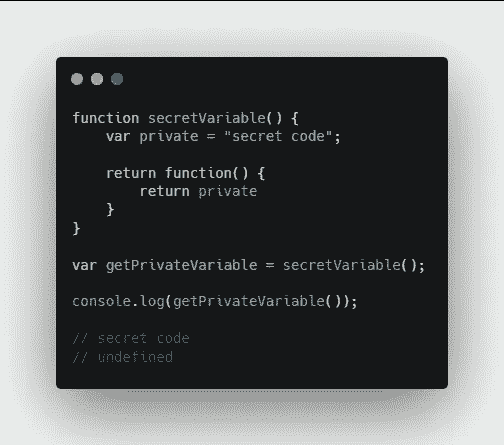 function secretVariable() {
    var private = "secret code";

    return function() {
        return private
    }
}

var getPrivateVariable = secretVariable();

console.log(getPrivateVariable());

// secret code
// undefined